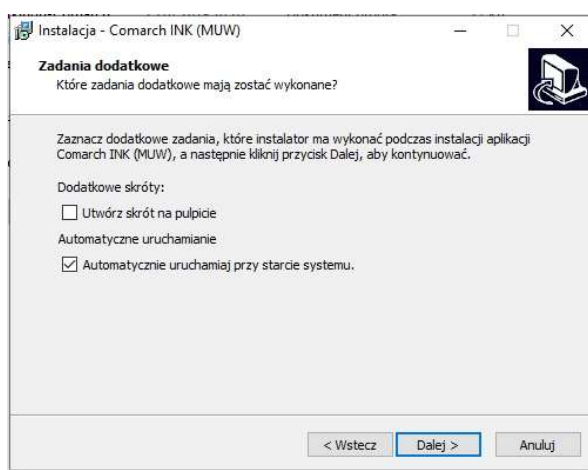 Instalacja - Comarch INK (MUW)
Zadania dodatkowe
Które zadania dodatkowe mają zostać wykonane?
Zaznacz dodatkowe zadania, które instalator ma wykonać podczas instalacji aplikacji
Comarch INK (MUW), a następnie kliknij przycisk Dalej, aby kontynuować.
Dodatkowe skróty:
Utwórz skrót na pulpicie
Automatyczne uruchamianie
Automatycznie uruchamiaj przy starcie systemu.
< Wstecz Dalej > Anuluj